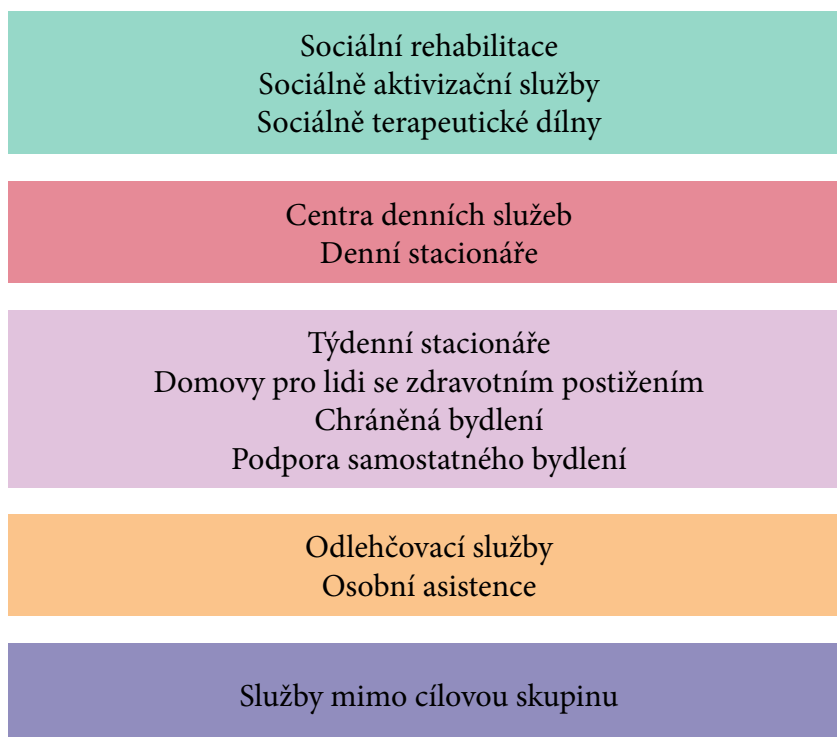 Sociální rehabilitace
Sociálně aktivizační služby
Sociálně terapeutické dílny
Centra denních služeb
Denní stacionáře
Týdenní stacionáře
Domovy pro lidi se zdravotním postižením
Chráněná bydlení
Podpora samostatného bydlení
Odlehčovací služby
Osobní asistence
Služby mimo cílovou skupinu